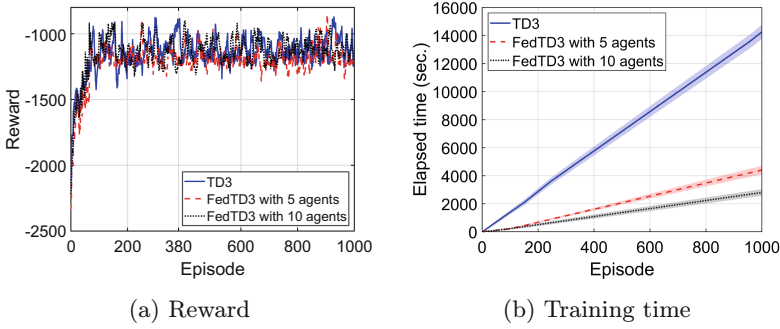 -1000
-1500
-2000
-2500
Reward
TD3
FedTD3 with 5 agents
FedTD3 with 10 agents
0 200 380 600 800 1000
Episode
(a) Reward
16000
14000
12000
10000
8000
6000
4000
2000
0
Elapsed time (sec.)
TD3
FedTD3 with 5 agents
FedTD3 with 10 agents
0 200 400 600 800 1000
Episode
(b) Training time